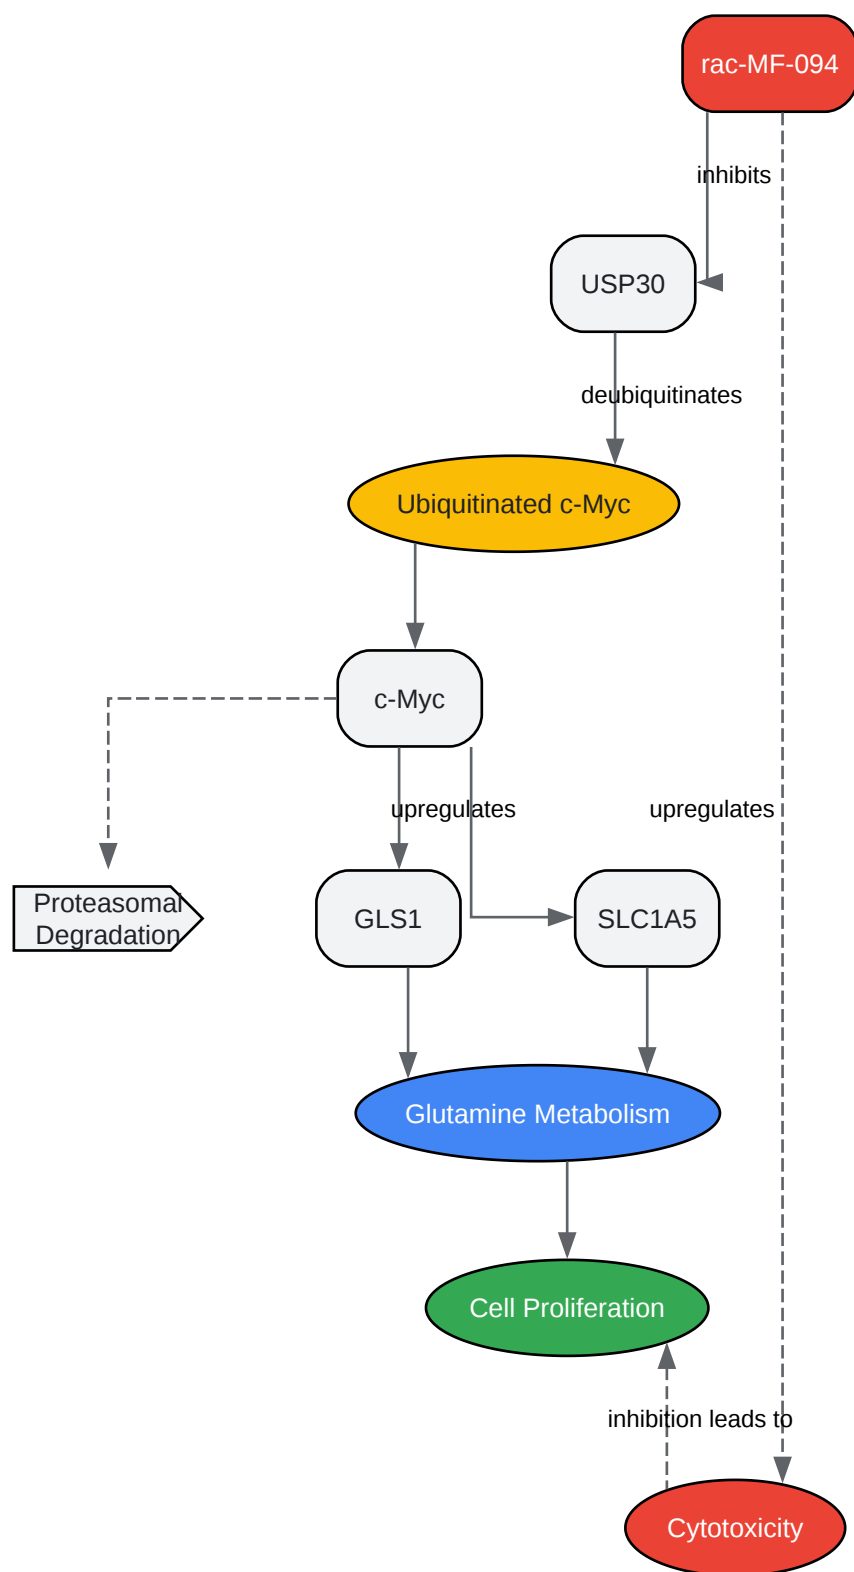 rac-MF-094
inhibits
USP30
deubiquitinates
Ubiquitinated c-Myc
c-Myc
upregulates
upregulates
Proteasomal
Degradation
GLS1
SLC1A5
Glutamine Metabolism
Cell Proliferation
inhibition leads to
Cytotoxicity